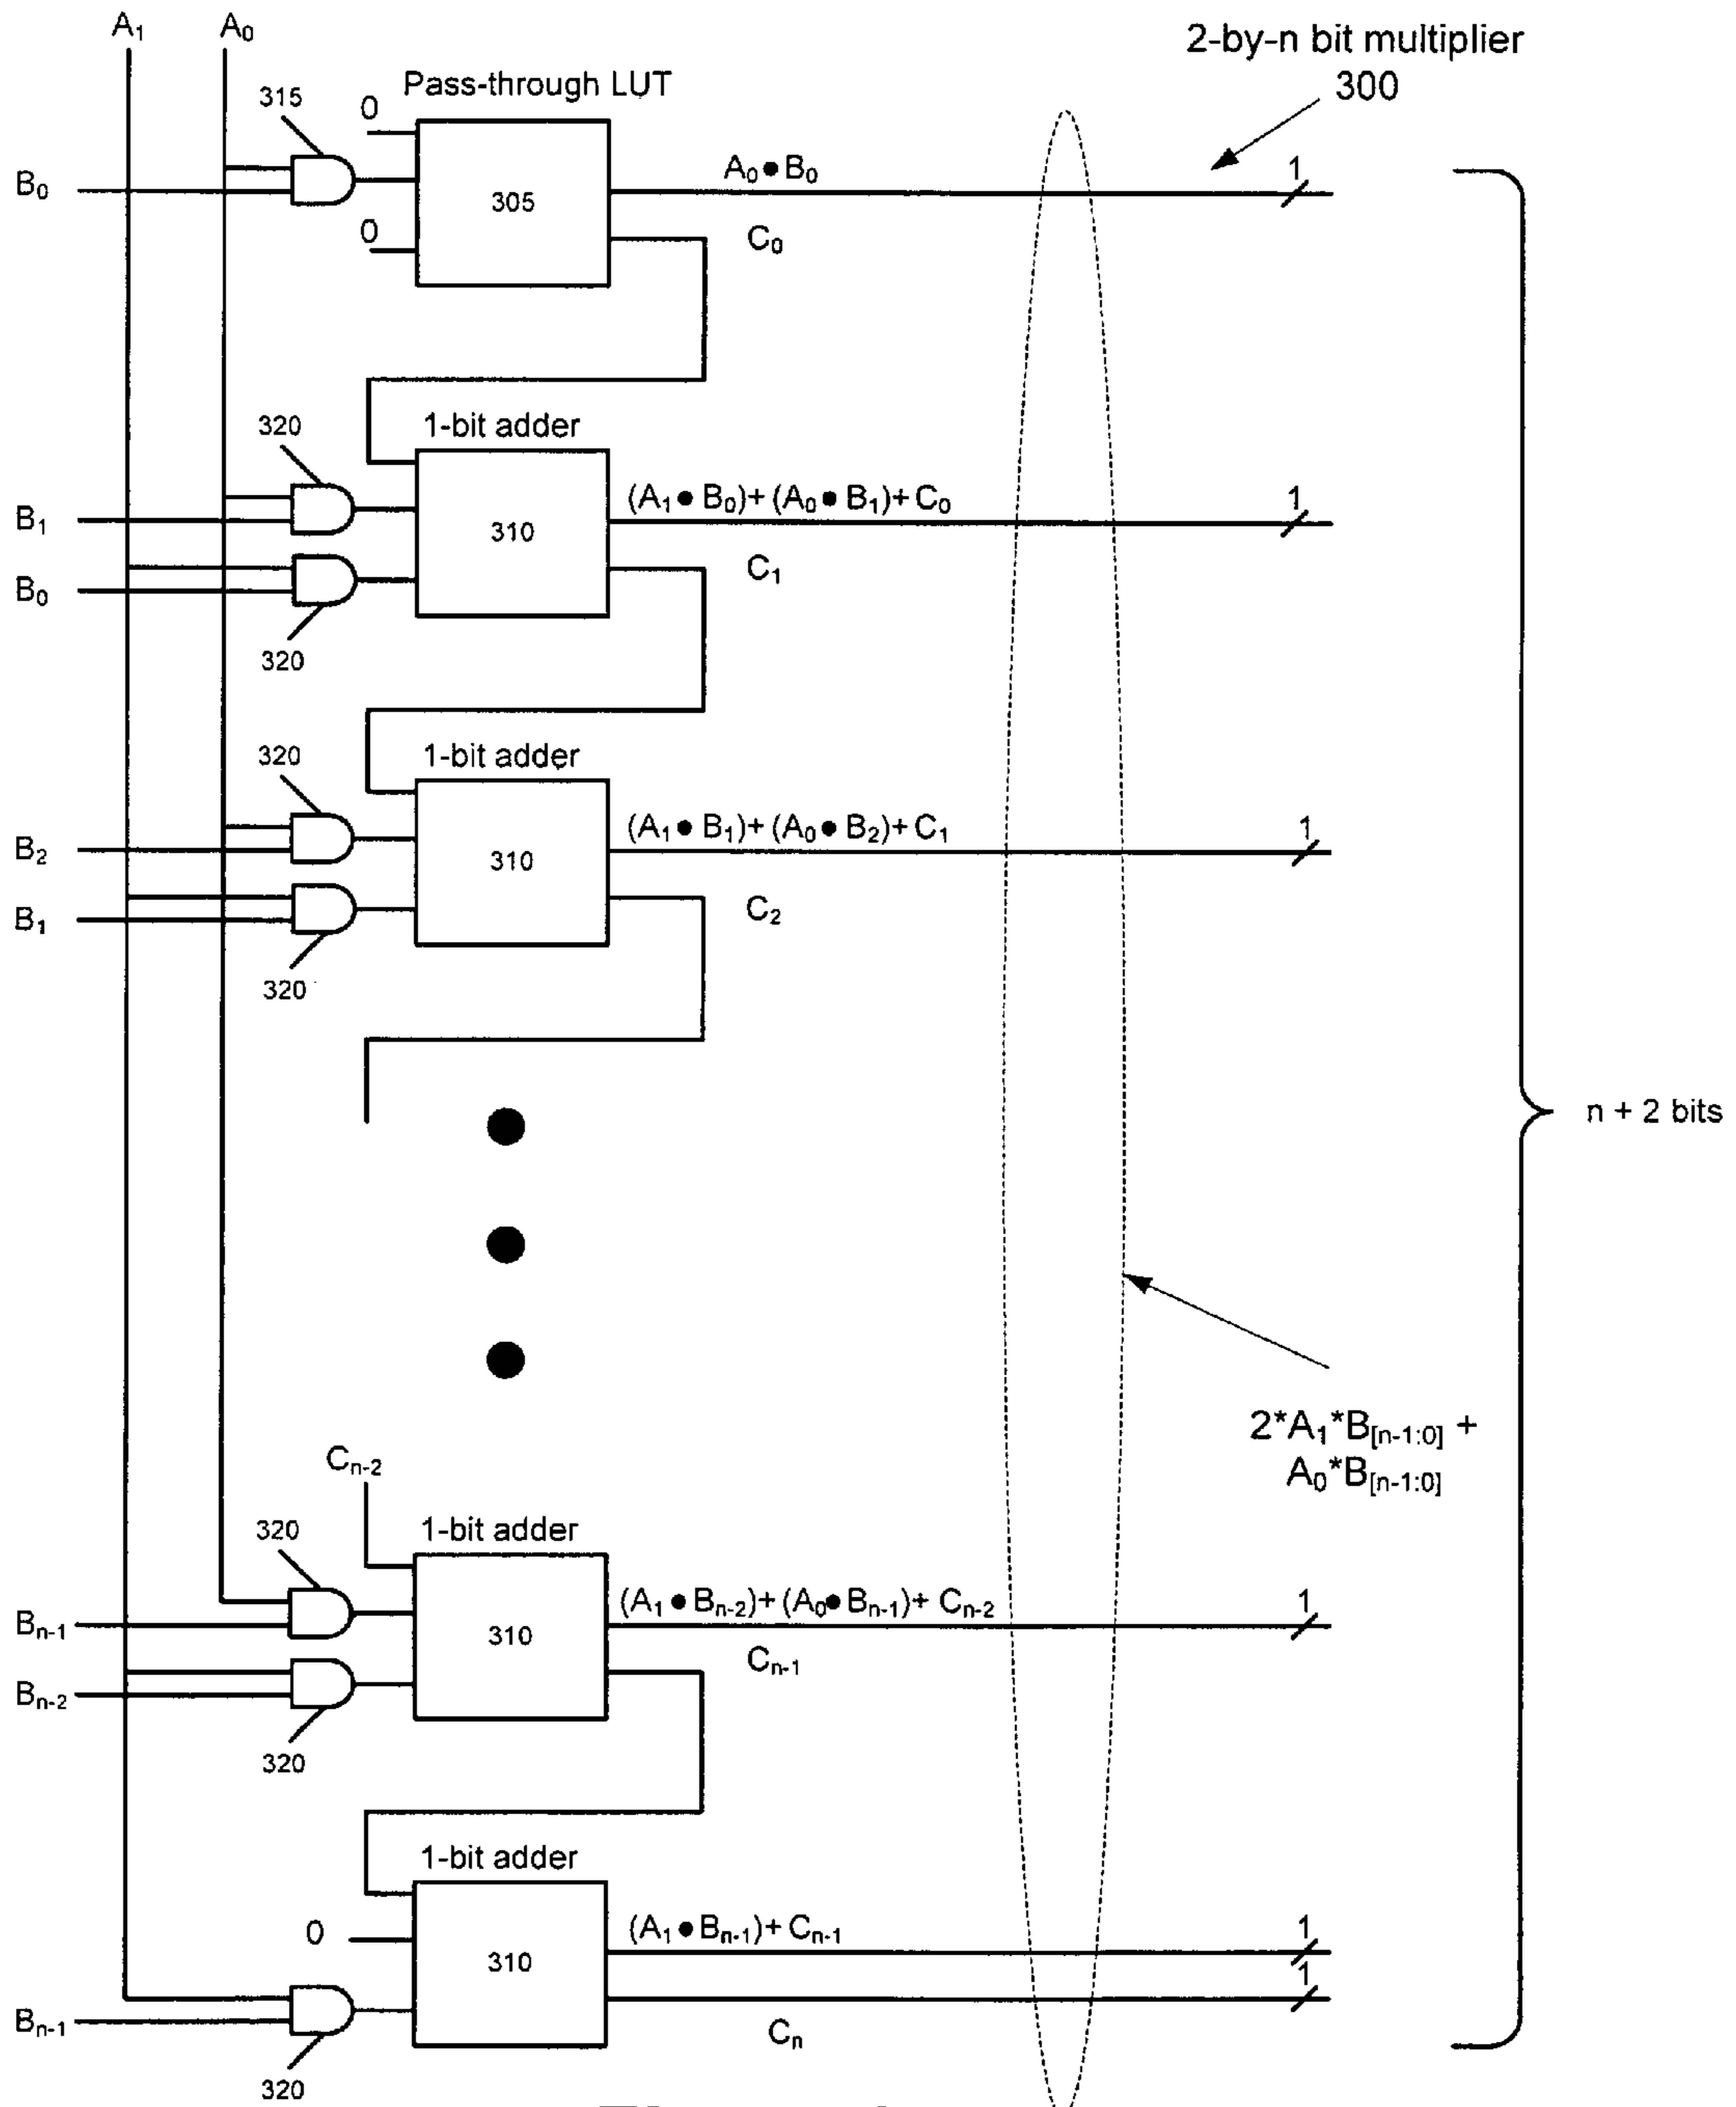 A₁ A₀
2-by-n bit multiplier
300
Pass-through LUT
315
0
B₀
305
A₀●B₀
1
0
C₀
320
1-bit adder
(A₁●B₀)+(A₀●B₁)+C₀
1
B₁
310
C₁
B₀
320
320
1-bit adder
(A₁●B₁)+(A₀●B₂)+C₁
1
B₂
310
C₂
B₁
320
n + 2 bits
2*A₁*B[n-1:0] +
A₀*B[n-1:0]
Cₙ₋₂
320
1-bit adder
(A₁●Bₙ₋₂)+(A₀●Bₙ₋₁)+ Cₙ₋₂
1
Bₙ₋₁
310
Cₙ₋₁
Bₙ₋₂
320
1-bit adder
0
(A₁●Bₙ₋₁)+ Cₙ₋₁
1
310
1
Bₙ₋₁
Cₙ
320